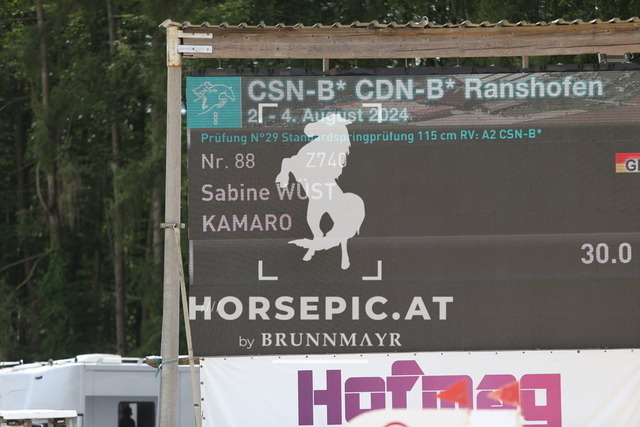 CSN-B* CDN-B* Ranshofen
2. - 4. August 2024
Prüfung N°29 Standardspringprüfung 115 cm RV: A2 CSN-B*
Nr. 88 Z740
Sabine WÜST
KAMARO
30.0
HORSEPIC.AT
by BRUNNMAYR
Hofmag